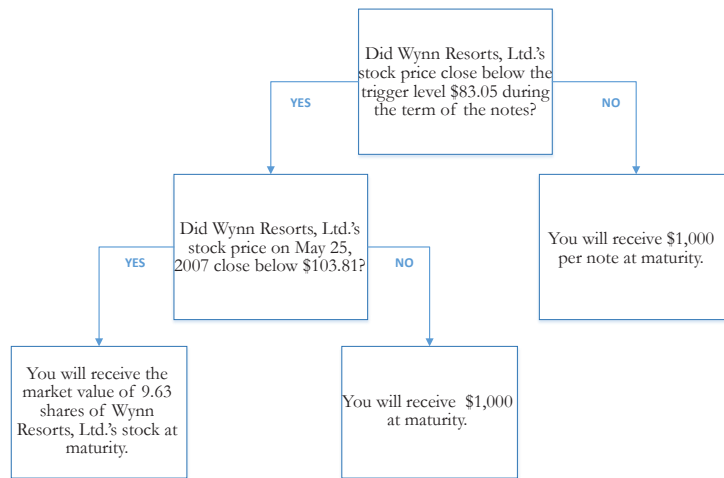 Did Wynn Resorts, Ltd.'s
stock price close below the
trigger level $83.05 during
the term of the notes?
YES
NO
Did Wynn Resorts, Ltd.'s
stock price on May 25,
2007 close below $103.81?
You will receive $1,000
per note at maturity.
YES
NO
You will receive the
market value of 9.63
shares of Wynn
Resorts, Ltd.'s stock at
maturity.
You will receive $1,000
at maturity.